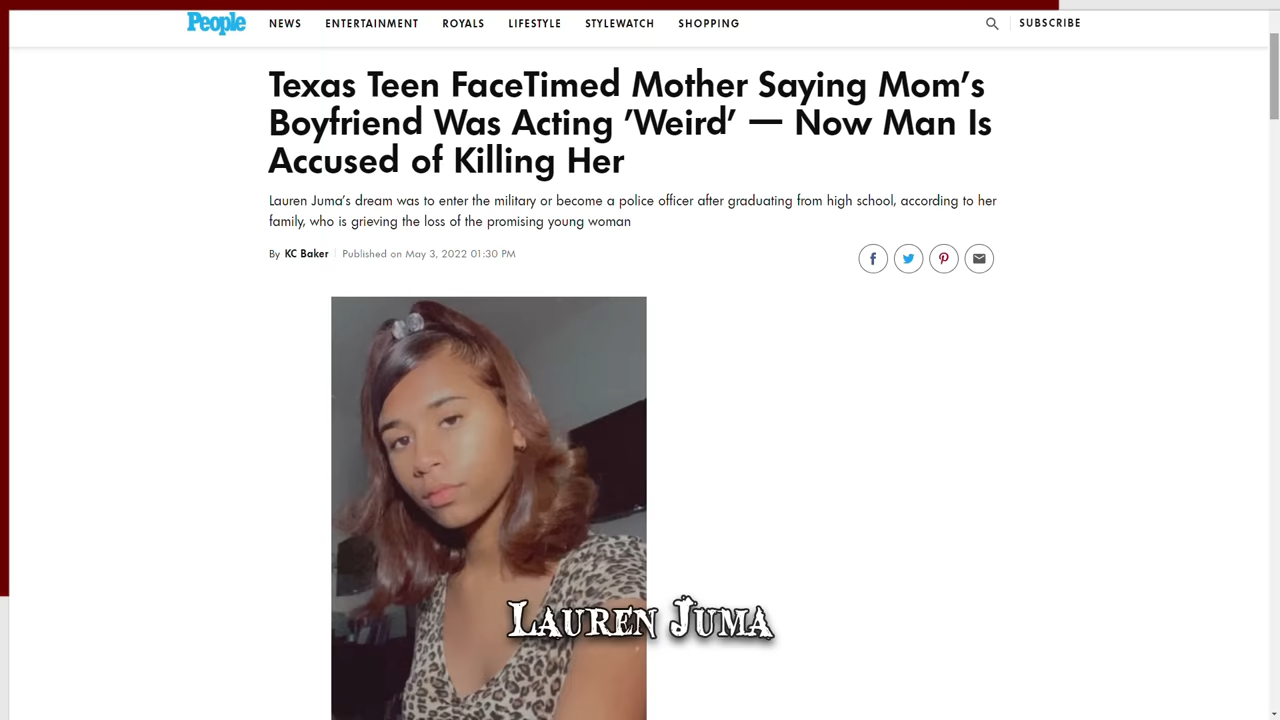 People NEWS ENTERTAINMENT ROYALS LIFESTYLE STYLEWATCH SHOPPING SUBSCRIBE
Texas Teen FaceTimed Mother Saying Mom's
Boyfriend Was Acting 'Weird' — Now Man Is
Accused of Killing Her
Lauren Juma's dream was to enter the military or become a police officer after graduating from high school, according to her
family, who is grieving the loss of the promising young woman
By KC Baker Published on May 3, 2022 01:30 PM
LAUREN JUMA